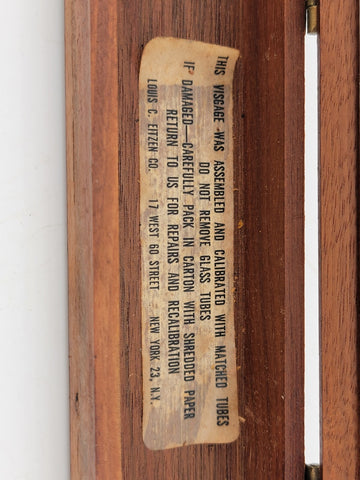 THIS VISGAGE WAS ASSEMBLED AND CALIBRATED WITH MATCHED TUBES
DO NOT REMOVE GLASS TUBES
IF DAMAGED—CAREFULLY PACK IN CARTON WITH SHREDDED PAPER
RETURN TO US FOR REPAIRS AND RECALIBRATION
LOUIS C. EITZEN CO. 17 WEST 60 STREET NEW YORK 23, N.Y.